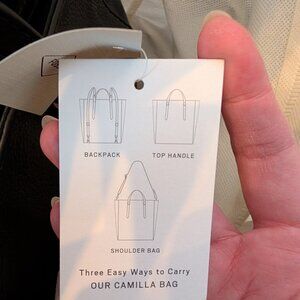 BACKPACK
TOP HANDLE
SHOULDER BAG
Three Easy Ways to Carry
OUR CAMILLA BAG